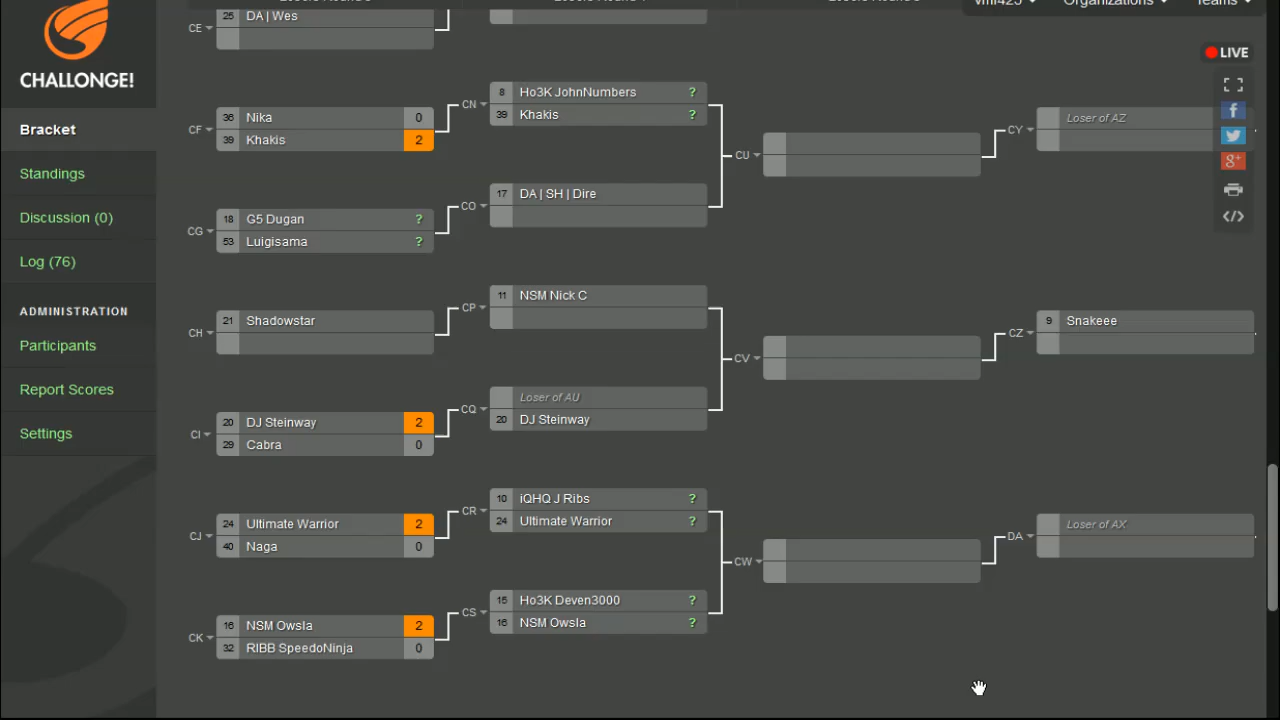 vmf423
Organizations
Teams
25 DA | Wes
CE
CHALLONGE!
LIVE
8 Ho3K JohnNumbers ?
CN
39 Khakis ?
36 Nika 0
CF
39 Khakis 2
Loser of AZ
CY
CU
17 DA | SH | Dire
CO
18 G5 Dugan ?
CG
53 Luigisama ?
Bracket
Standings
Discussion (0)
Log (76)
ADMINISTRATION
Participants
Report Scores
Settings
11 NSM Nick C
CP
21 Shadowstar
CH
9 Snakeee
CZ
CV
Loser of AU
CQ
20 DJ Steinway
20 DJ Steinway 2
CI
29 Cabra 0
10 iQHQ J Ribs ?
CR
24 Ultimate Warrior ?
24 Ultimate Warrior 2
CJ
40 Naga 0
Loser of AX
DA
CW
15 Ho3K Deven3000 ?
CS
16 NSM Owsla ?
16 NSM Owsla 2
CK
32 RIBB SpeedoNinja 0